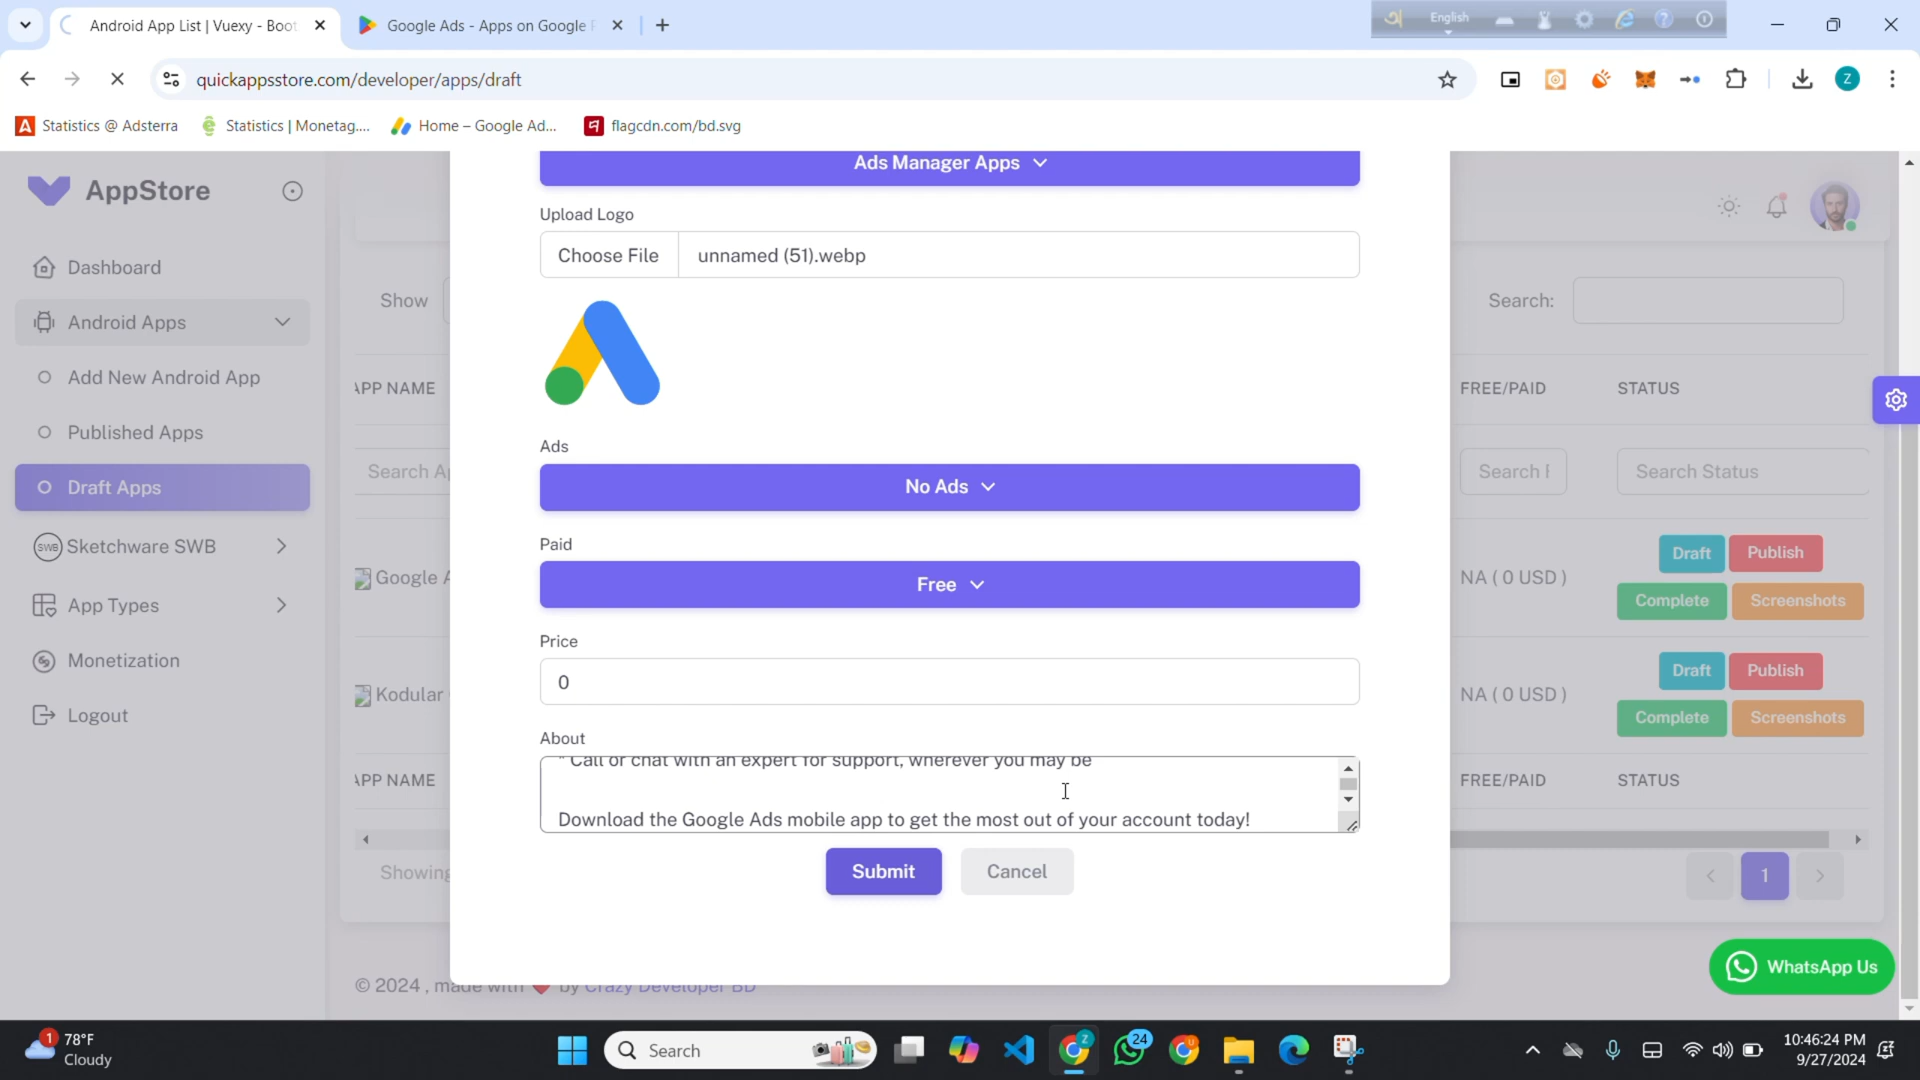 Android App List | Vuexy - Boot
Google Ads - Apps on Google P
English
quickappsstore.com/developer/apps/draft
Z
Statistics @ Adsterra
Statistics | Monetag....
Home – Google Ad...
flagcdn.com/bd.svg
AppStore
Dashboard
Android Apps
Add New Android App
Published Apps
Draft Apps
SWB
Sketchware SWB
App Types
Monetization
Logout
Show
Search:
APP NAME
FREE/PAID
STATUS
Search A
Search F
Search Status
Google A
NA ( 0 USD )
Draft
Publish
Complete
Screenshots
Kodular
NA ( 0 USD )
Draft
Publish
Complete
Screenshots
APP NAME
FREE/PAID
STATUS
Showing
1
© 2024 , made with by Crazy Developer BD
Ads Manager Apps
Upload Logo
Choose File
unnamed (51).webp
Ads
No Ads
Paid
Free
Price
0
About
* Call or chat with an expert for support, wherever you may be
Download the Google Ads mobile app to get the most out of your account today!
Submit
Cancel
WhatsApp Us
1
78°F
Cloudy
Search
Z
24
10:46:24 PM
9/27/2024